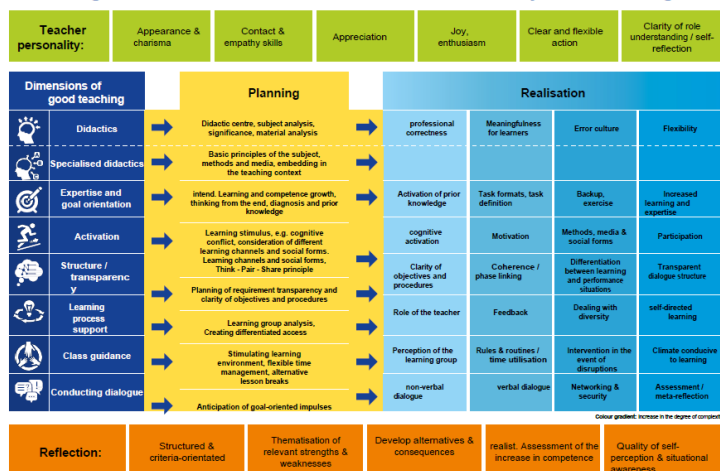 Teacher
personality:
Appearance &
charisma
Contact &
empathy skills
Appreciation
Joy,
enthusiasm
Clear and flexible
action
Clarity of role
understanding / self-
reflection
Dimensions of
good teaching
Planning
Realisation
Didactics
Didactic centre, subject analysis,
significance, material analysis
professional
correctness
Meaningfulness
for learners
Error culture
Flexibility
Specialised didactics
Basic principles of the subject,
methods and media, embedding in
the teaching context
Expertise and
goal orientation
intend. Learning and competence growth,
thinking from the end, diagnosis and prior
knowledge
Activation of prior
knowledge
Task formats, task
definition
Backup,
exercise
Increased
learning and
expertise
Activation
Learning stimulus, e.g. cognitive
conflict, consideration of different
learning channels and social forms.
Learning channels and social forms,
Think - Pair - Share principle
cognitive
activation
Motivation
Methods, media &
social forms
Participation
Structure /
transparenc
y
Planning of requirement transparency and
clarity of objectives and procedures
Clarity of
objectives and
procedures
Coherence /
phase linking
Differentiation
between learning
and performance
situations
Transparent
dialogue structure
Learning
process
support
Learning group analysis,
Creating differentiated access
Role of the teacher
Feedback
Dealing with
diversity
self-directed
learning
Class guidance
Stimulating learning
environment, flexible time
management, alternative
lesson breaks
Perception of the
learning group
Rules & routines /
time utilisation
Intervention in the
event of
disruptions
Climate conducive
to learning
Conducting dialogue
Anticipation of goal-oriented impulses
non-verbal
dialogue
verbal dialogue
Networking &
security
Assessment /
meta-reflection
Colour gradient: increase in the degree of complexi
Reflection:
Structured &
criteria-orientated
Thematisation of
relevant strengths &
weaknesses
Develop alternatives &
consequences
realist. Assessment of the
increase in competence
Quality of self-
perception & situational
awareness